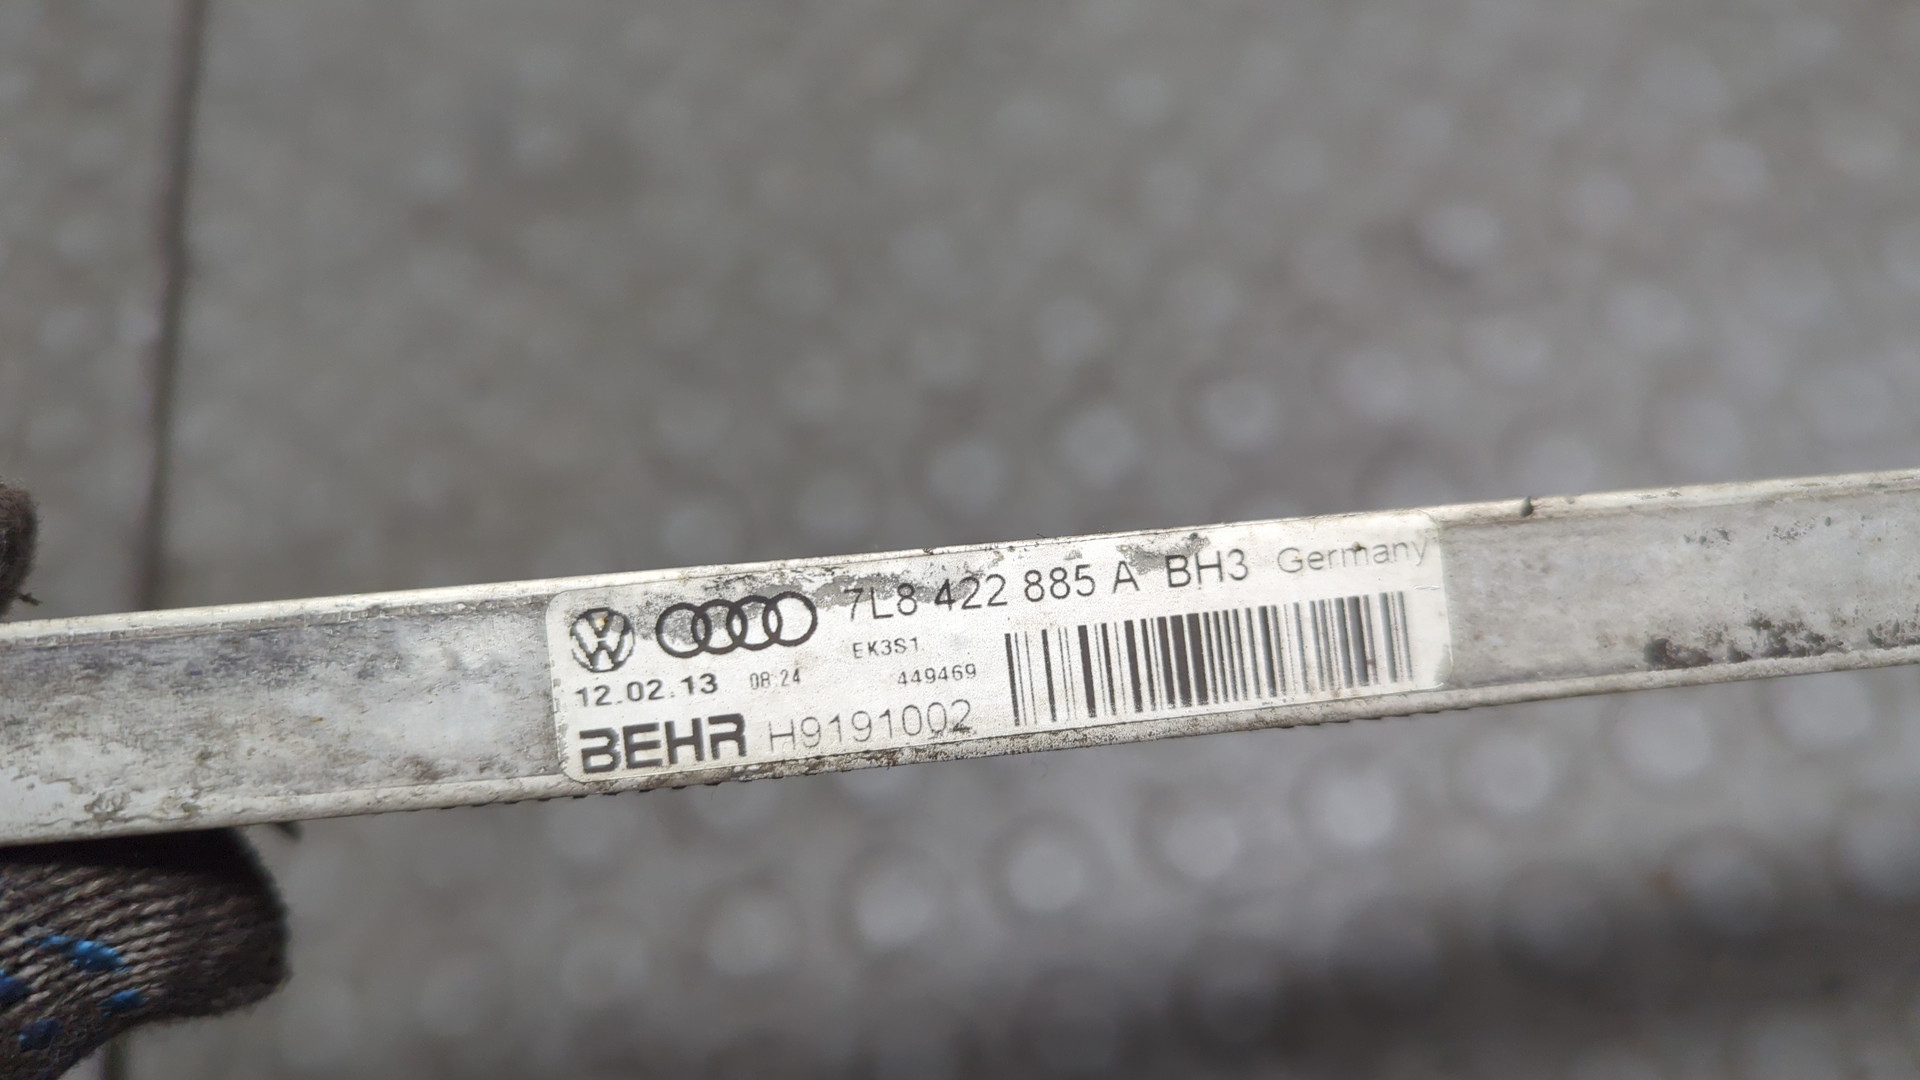 7L8 422 885 A BH3 Germany
EK3S1
12.02.13 08:24 449469
BEHR H9191002